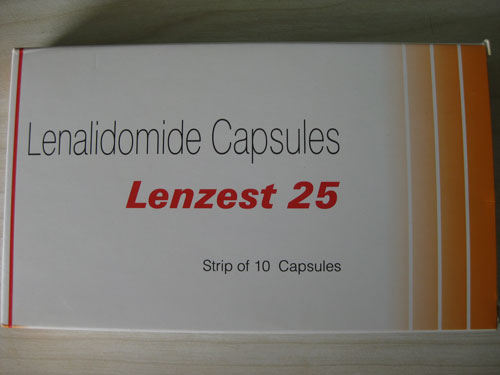 Lenalidomide Capsules
Lenzest 25
Strip of 10 Capsules